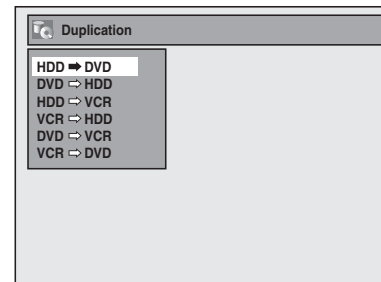 Duplication
HDD ➡ DVD
DVD ⇨ HDD
HDD ⇨ VCR
VCR ⇨ HDD
DVD ⇨ VCR
VCR ⇨ DVD